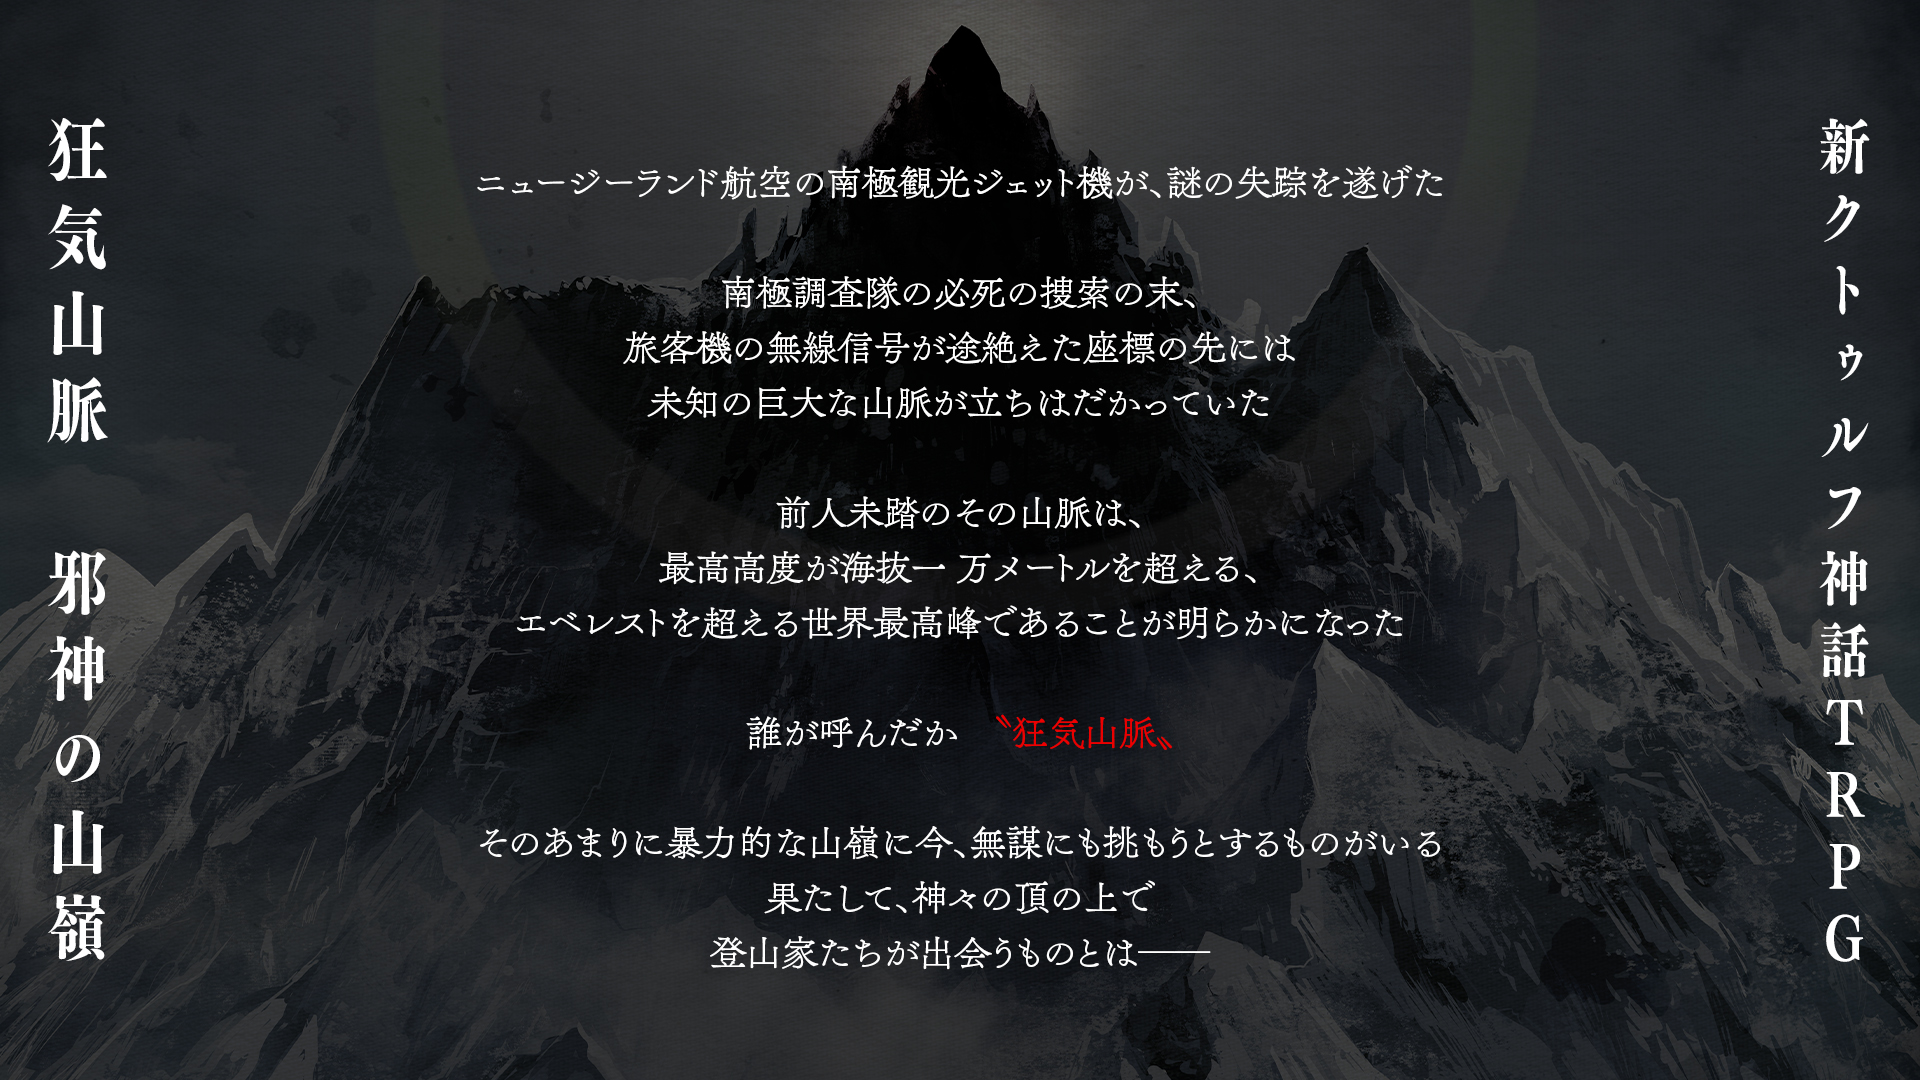 新クトゥルフ神話TRPG
ニュージーランド航空の南極観光ジェット機が、謎の失踪を遂げた
南極調査隊の必死の捜索の末、
旅客機の無線信号が途絶えた座標の先には
未知の巨大な山脈が立ちはだかっていた
前人未踏のその山脈は、
最高高度が海抜一 万メートルを超える、
エベレストを超える世界最高峰であることが明らかになった
誰が呼んだか　〝狂気山脈〟
そのあまりに暴力的な山嶺に今、無謀にも挑もうとするものがいる
果たして、神々の頂の上で
登山家たちが出会うものとは――
狂気山脈　邪神の山嶺